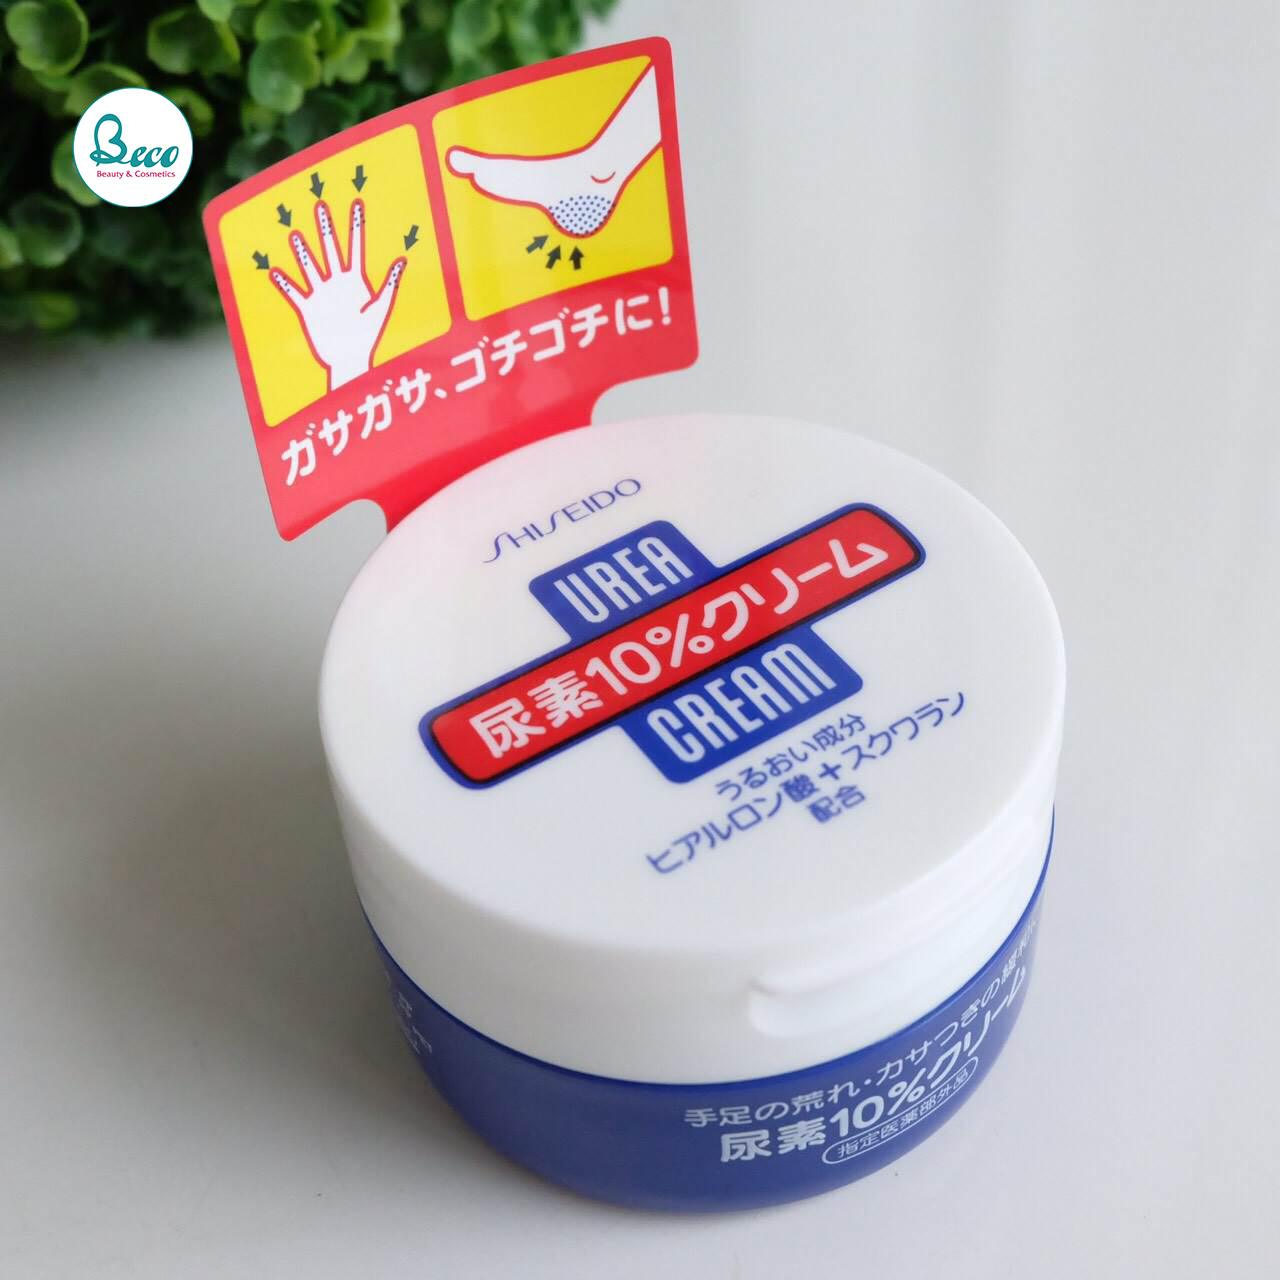 Beco
Beauty & Cosmetics
ガサガサ、ゴチゴチに!
SHISEIDO
UREA
尿素10%クリーム
CREAM
うるおい成分
ヒアルロン酸+スクワラン
配合
手足の荒れ・カサつきの緩和に
尿素10%クリーム
指定医薬部外品